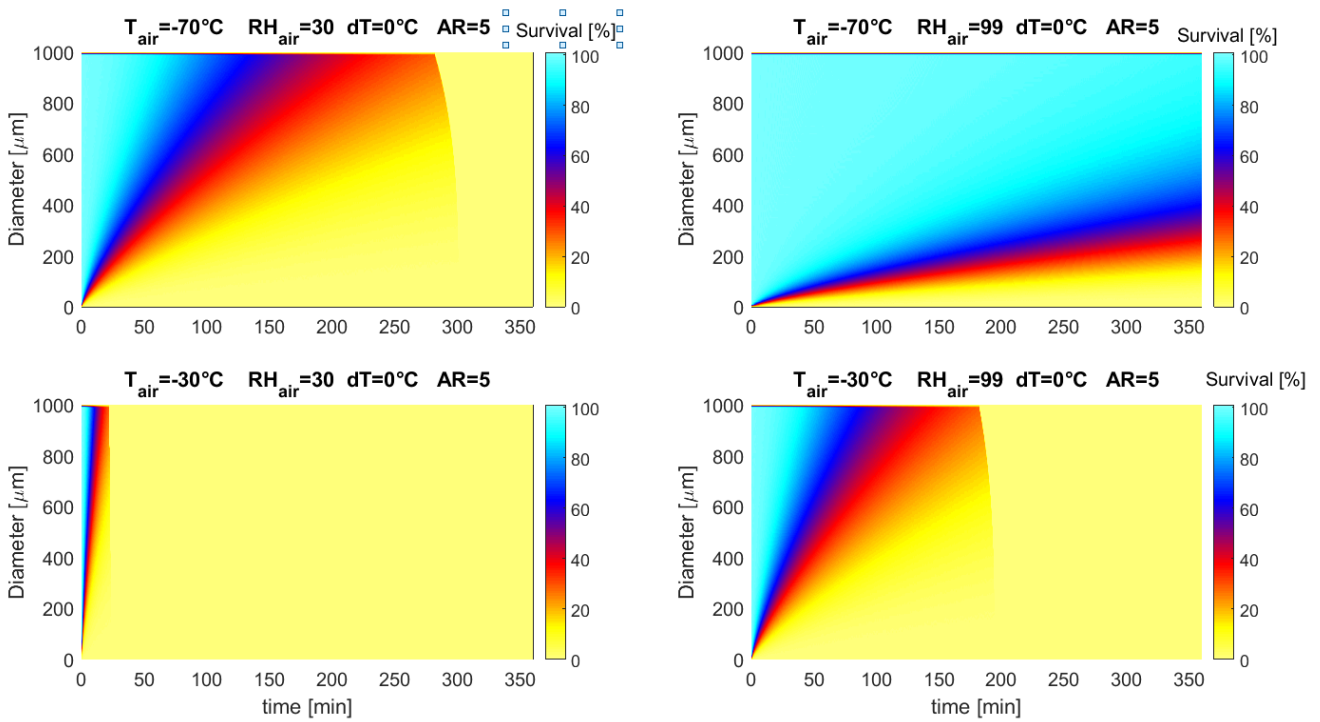 T_air=-70°C RH_air=30 dT=0°C AR=5
Survival [%]
Diameter [μm]
1000
800
600
400
200
0
0 50 100 150 200 250 300 350
100
80
60
40
20
0
T_air=-70°C RH_air=99 dT=0°C AR=5
Survival [%]
Diameter [μm]
1000
800
600
400
200
0
0 50 100 150 200 250 300 350
100
80
60
40
20
0
T_air=-30°C RH_air=30 dT=0°C AR=5
Diameter [μm]
1000
800
600
400
200
0
0 50 100 150 200 250 300 350
time [min]
100
80
60
40
20
0
T_air=-30°C RH_air=99 dT=0°C AR=5
Survival [%]
Diameter [μm]
1000
800
600
400
200
0
0 50 100 150 200 250 300 350
time [min]
100
80
60
40
20
0